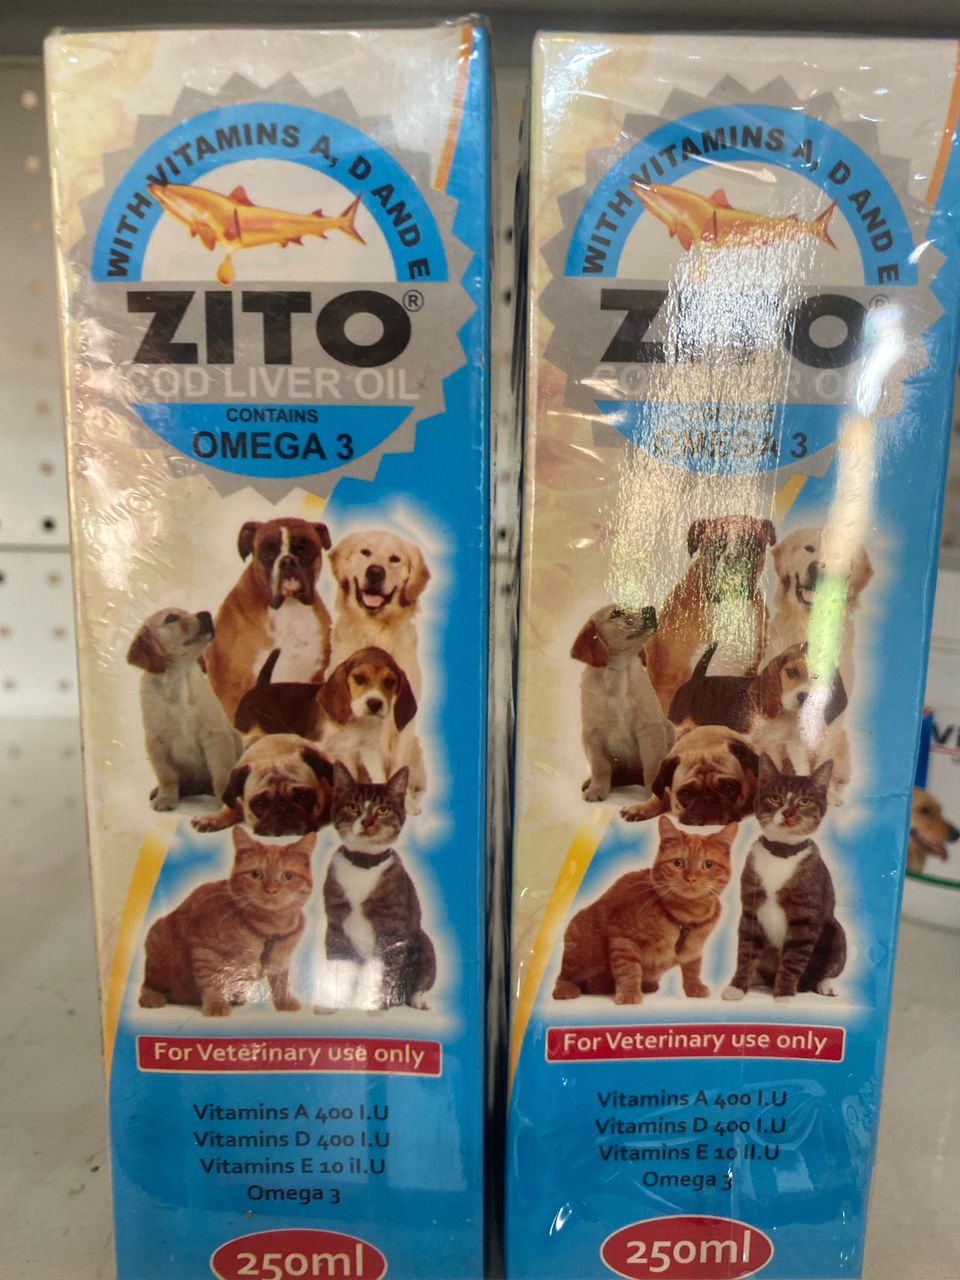 WITH VITAMINS A, D AND E
ZITO®
COD LIVER OIL
CONTAINS
OMEGA 3
For Veterinary use only
Vitamins A 400 I.U
Vitamins D 400 I.U
Vitamins E 10 iI.U
Omega 3
250ml
WITH VITAMINS A, D AND E
ZITO®
OMEGA 3
For Veterinary use only
Vitamins A 400 I.U
Vitamins D 400 I.U
Vitamins E 10 II.U
Omega 3
250ml